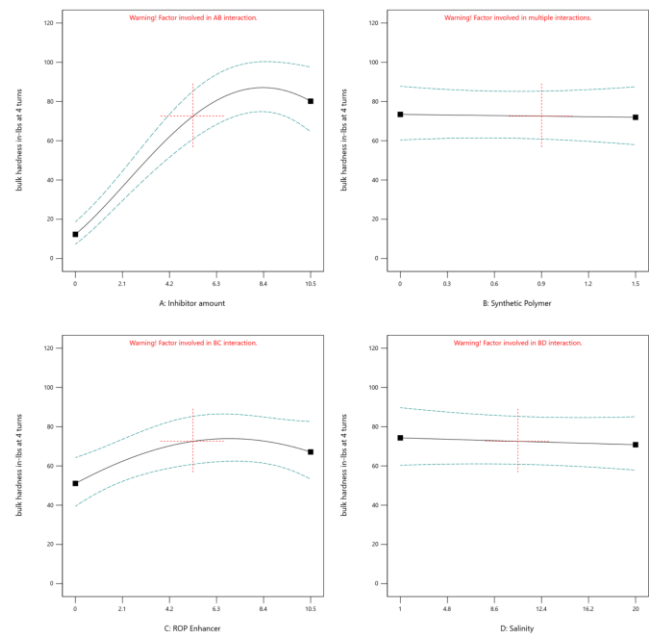 Warning! Factor involved in AB interaction.
bulk hardness in-lbs at 4 turns
120
100
80
60
40
20
0
0 2.1 4.2 6.3 8.4 10.5
A: Inhibitor amount
Warning! Factor involved in multiple interactions.
bulk hardness in-lbs at 4 turns
120
100
80
60
40
20
0
0 0.3 0.6 0.9 1.2 1.5
B: Synthetic Polymer
Warning! Factor involved in BC interaction.
bulk hardness in-lbs at 4 turns
120
100
80
60
40
20
0
0 2.1 4.2 6.3 8.4 10.5
C: ROP Enhancer
Warning! Factor involved in BD interaction.
bulk hardness in-lbs at 4 turns
120
100
80
60
40
20
0
1 4.8 8.6 12.4 16.2 20
D: Salinity